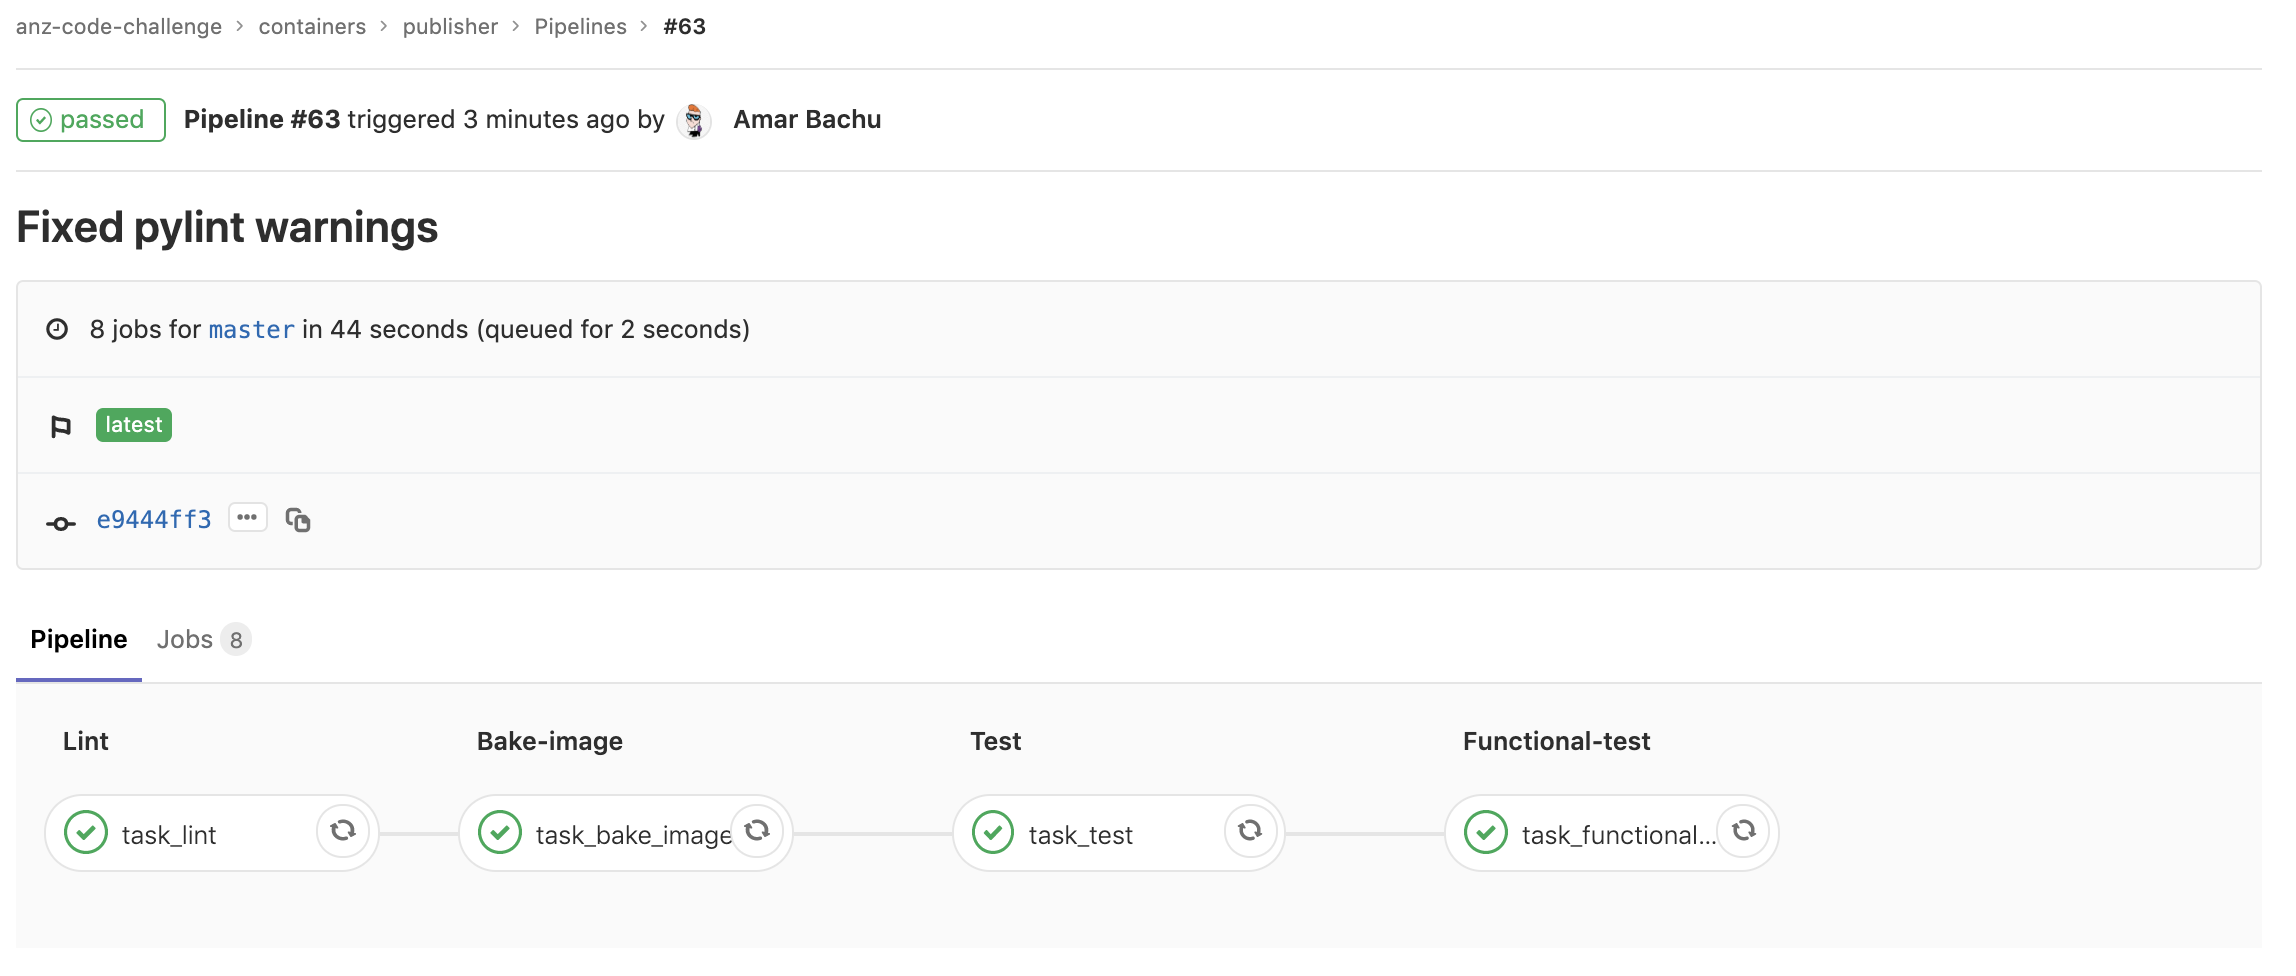 anz-code-challenge > containers > publisher > Pipelines > #63
passed Pipeline #63 triggered 3 minutes ago by Amar Bachu
Fixed pylint warnings
8 jobs for master in 44 seconds (queued for 2 seconds)
latest
e9444ff3 •••
Pipeline Jobs 8
Lint Bake-image Test Functional-test
task_lint task_bake_image task_test task_functional...